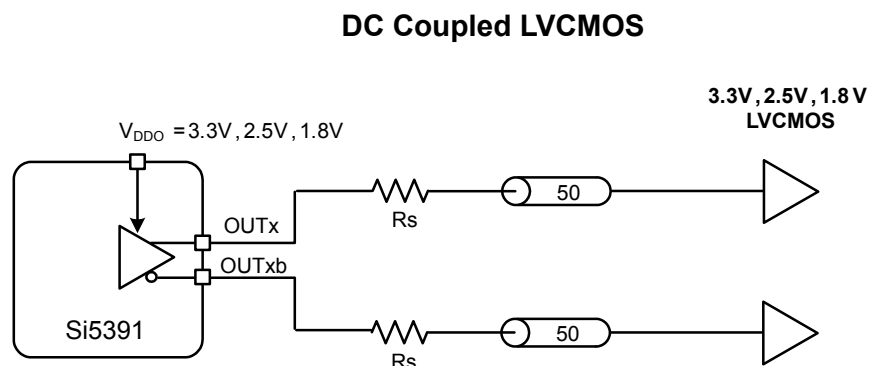 DC Coupled LVCMOS
3.3V, 2.5V, 1.8 V
LVCMOS
VDDO = 3.3V, 2.5V, 1.8V
OUTx
Rs
50
OUTxb
Si5391
Rs
50